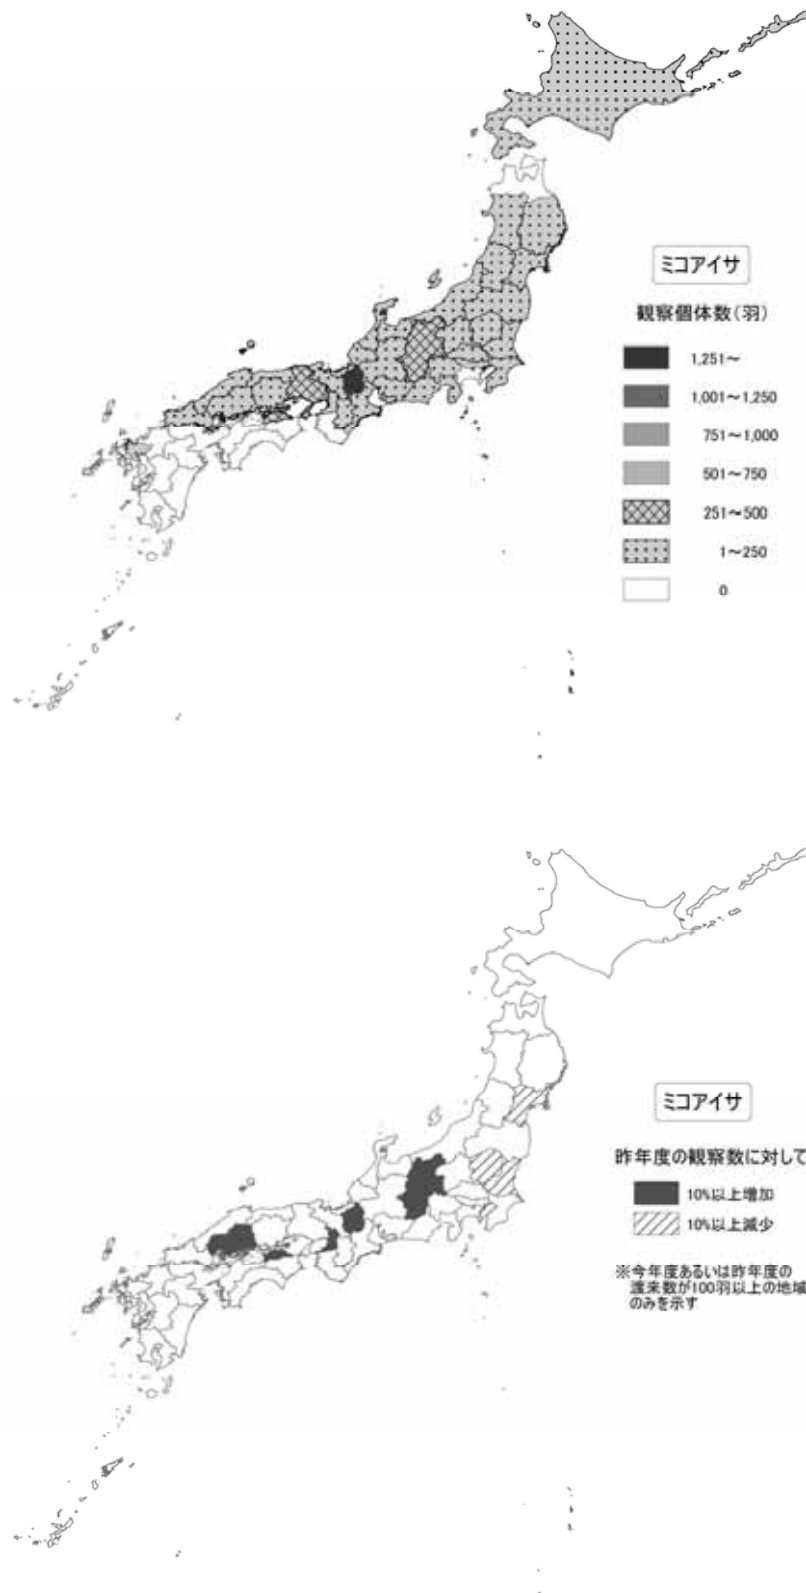 ミコアイサ
観察個体数(羽)
1,251～
1,001～1,250
751～1,000
501～750
251～500
1～250
0
ミコアイサ
昨年度の観察数に対して
10%以上増加
10%以上減少
※今年度あるいは昨年度の
渡来数が100羽以上の地域
のみを示す